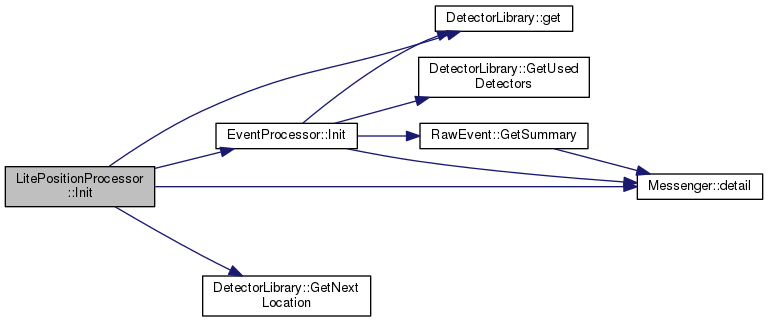 DetectorLibrary::get
DetectorLibrary::GetUsed
Detectors
EventProcessor::Init
RawEvent::GetSummary
LitePositionProcessor
::Init
Messenger::detail
DetectorLibrary::GetNext
Location